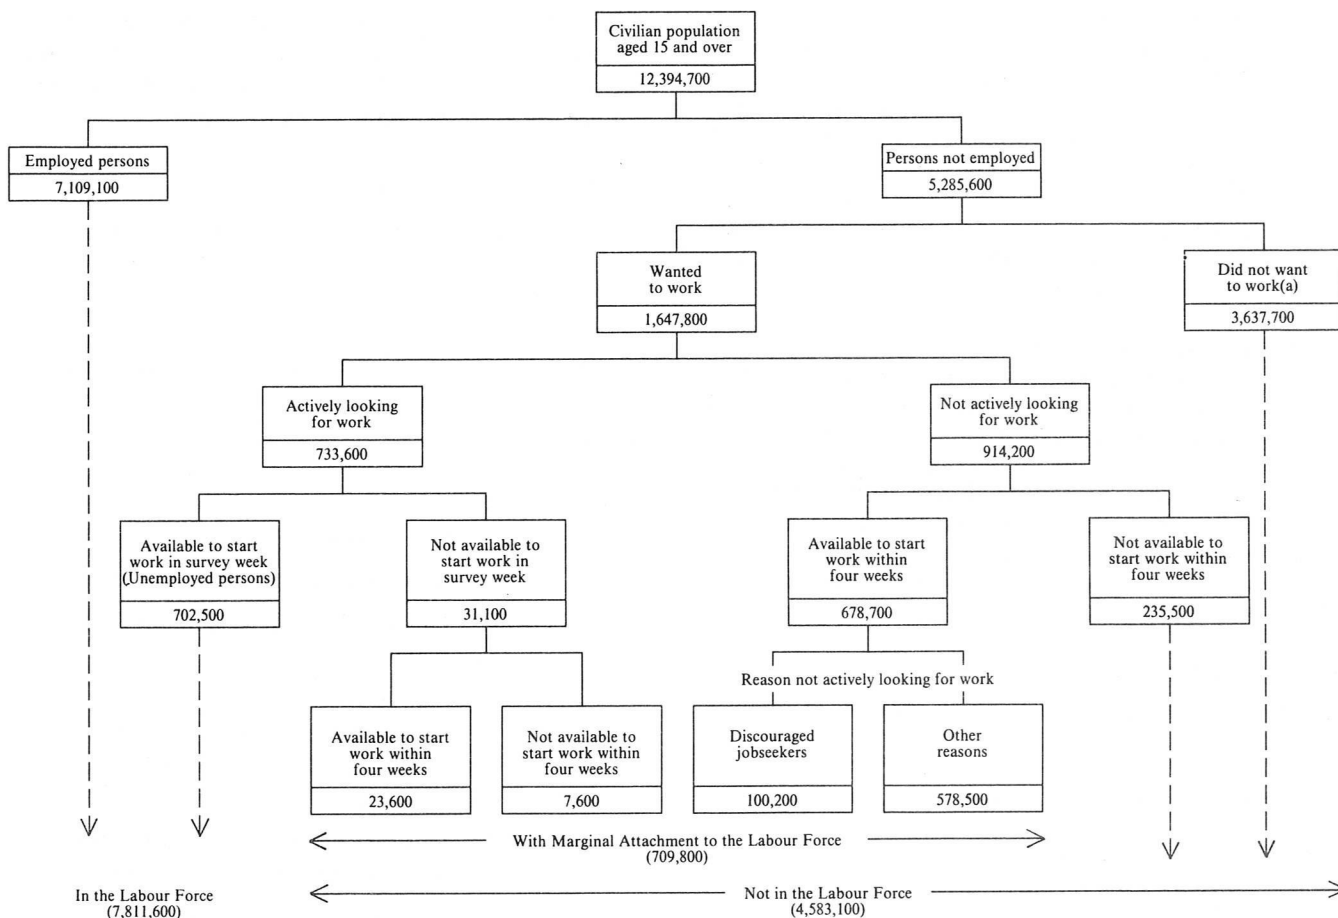 Civilian population
aged 15 and over
12,394,700
Employed persons
7,109,100
Persons not employed
5,285,600
Wanted
to work
1,647,800
Did not want
to work(a)
3,637,700
Actively looking
for work
733,600
Not actively looking
for work
914,200
Available to start
work in survey week
(Unemployed persons)
702,500
Not available to
start work in
survey week
31,100
Available to start
work within
four weeks
678,700
Not available to
start work within
four weeks
235,500
Reason not actively looking for work
Available to start
work within
four weeks
23,600
Not available to
start work within
four weeks
7,600
Discouraged
jobseekers
100,200
Other
reasons
578,500
With Marginal Attachment to the Labour Force
(709,800)
In the Labour Force
(7,811,600)
Not in the Labour Force
(4,583,100)